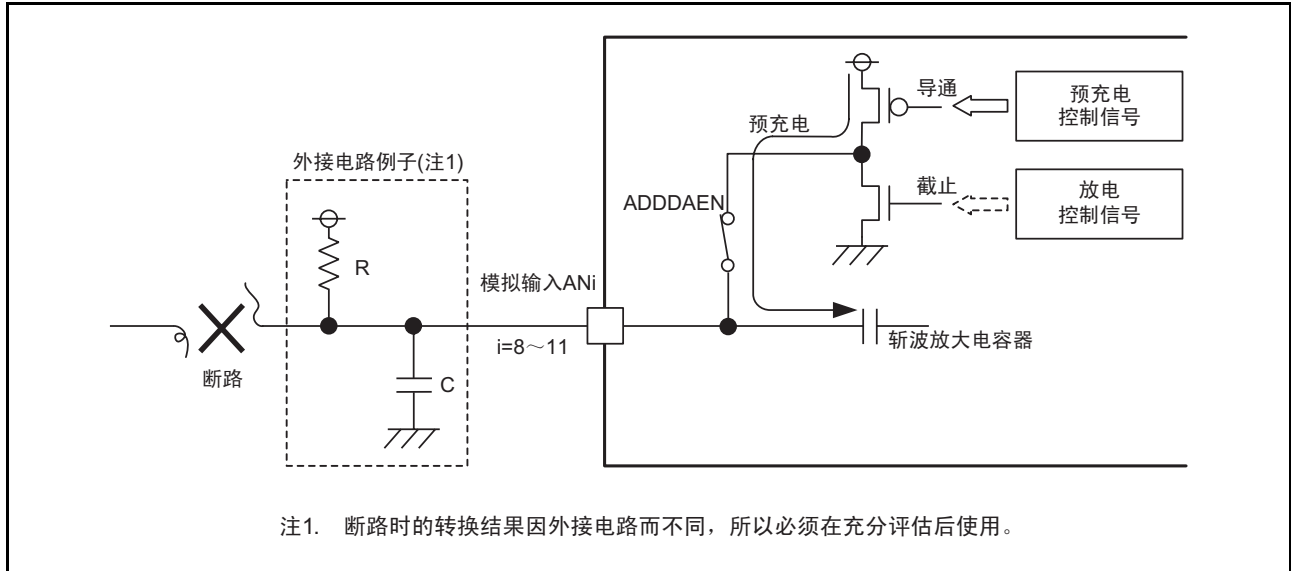 导通
预充电
控制信号
预充电
外接电路例子(注1)
截止
放电
控制信号
ADDDAEN
R
模拟输入ANi
i=8～11
斩波放大电容器
断路
C
注1. 断路时的转换结果因外接电路而不同，所以必须在充分评估后使用。